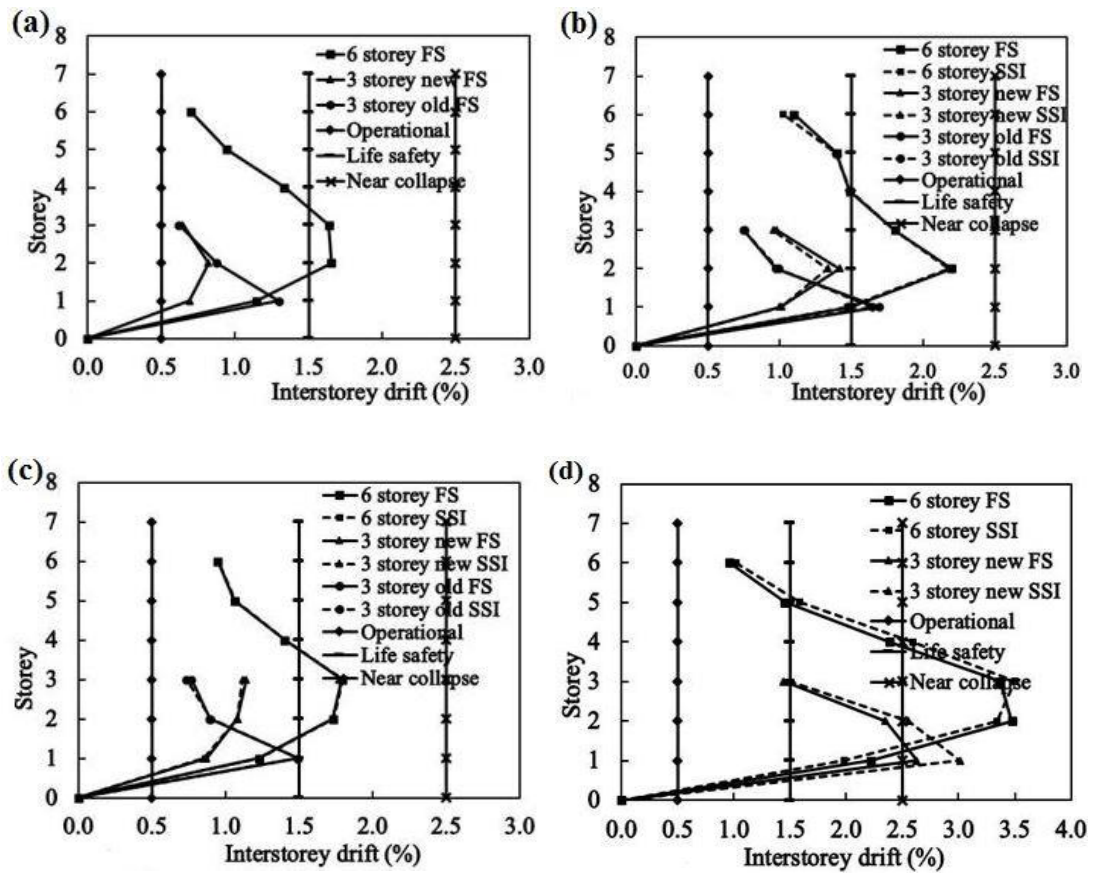 (a)
8
7
6
5
4
3
2
1
0
Storey
6 storey FS
3 storey new FS
3 storey old FS
Operational
Life safety
Near collapse
0.0 0.5 1.0 1.5 2.0 2.5 3.0
Interstorey drift (%)
(b)
8
7
6
5
4
3
2
1
0
Storey
6 storey FS
6 storey SSI
3 storey new FS
3 storey new SSI
3 storey old FS
3 storey old SSI
Operational
Life safety
Near collapse
0.0 0.5 1.0 1.5 2.0 2.5 3.0
Interstorey drift (%)
(c)
8
7
6
5
4
3
2
1
0
Storey
6 storey FS
6 storey SSI
3 storey new FS
3 storey new SSI
3 storey old FS
3 storey old SSI
Operational
Life safety
Near collapse
0.0 0.5 1.0 1.5 2.0 2.5 3.0
Interstorey drift (%)
(d)
8
7
6
5
4
3
2
1
0
Storey
6 storey FS
6 storey SSI
3 storey new FS
3 storey new SSI
Operational
Life safety
Near collapse
0.0 0.5 1.0 1.5 2.0 2.5 3.0 3.5 4.0
Interstorey drift (%)